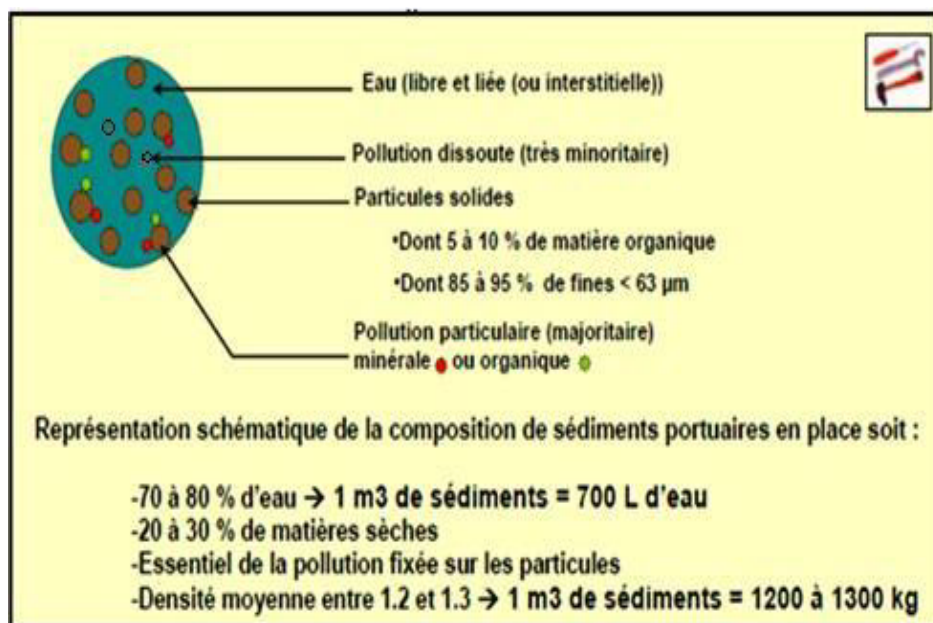 Eau (libre et liée (ou interstitielle))
Pollution dissoute (très minoritaire)
Particules solides
•Dont 5 à 10 % de matière organique
•Dont 85 à 95 % de fines < 63 µm
Pollution particulaire (majoritaire)
minérale ou organique
Représentation schématique de la composition de sédiments portuaires en place soit :
-70 à 80 % d'eau → 1 m3 de sédiments = 700 L d'eau
-20 à 30 % de matières sèches
-Essentiel de la pollution fixée sur les particules
-Densité moyenne entre 1.2 et 1.3 → 1 m3 de sédiments = 1200 à 1300 kg